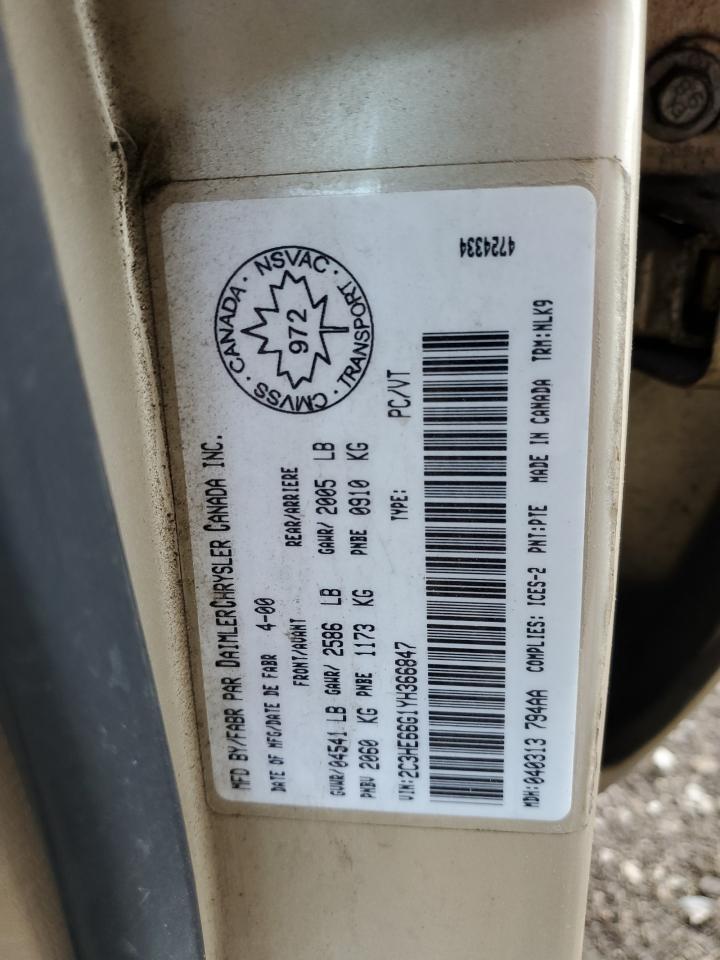 MFD BY/FABR PAR DAIMLERCHRYSLER CANADA INC.
DATE OF MFG/DATE DE FABR 4-00
FRONT/AVANT REAR/ARRIERE
GVWR/04541 LB GAWR/ 2586 LB GAWR/ 2005 LB
PNBV 2060 KG PNBE 1173 KG PNBE 0910 KG
VIN:2C3HE66G1YH366847 TYPE: PC/VT
MDH:040313 794AA COMPLIES: ICES-2 PNT:PTE MADE IN CANADA TRM:NLK9
4724334
CANADA · NSVAC · TRANSPORT · CMVSS ·
972